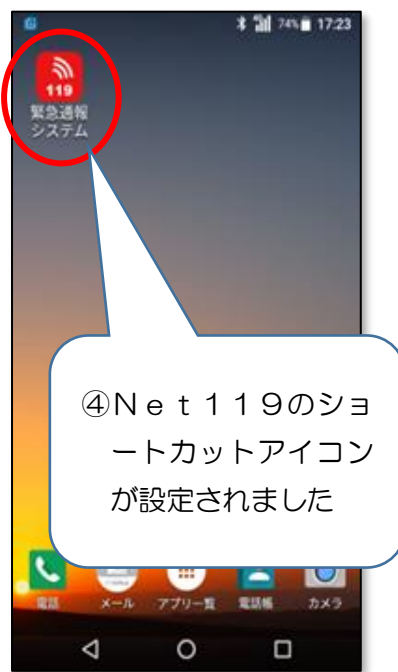 74% 17:23
119
緊急通報
システム
④Ｎｅｔ１１９のショ
ートカットアイコン
が設定されました
電話 メール アプリ一覧 電話帳 カメラ